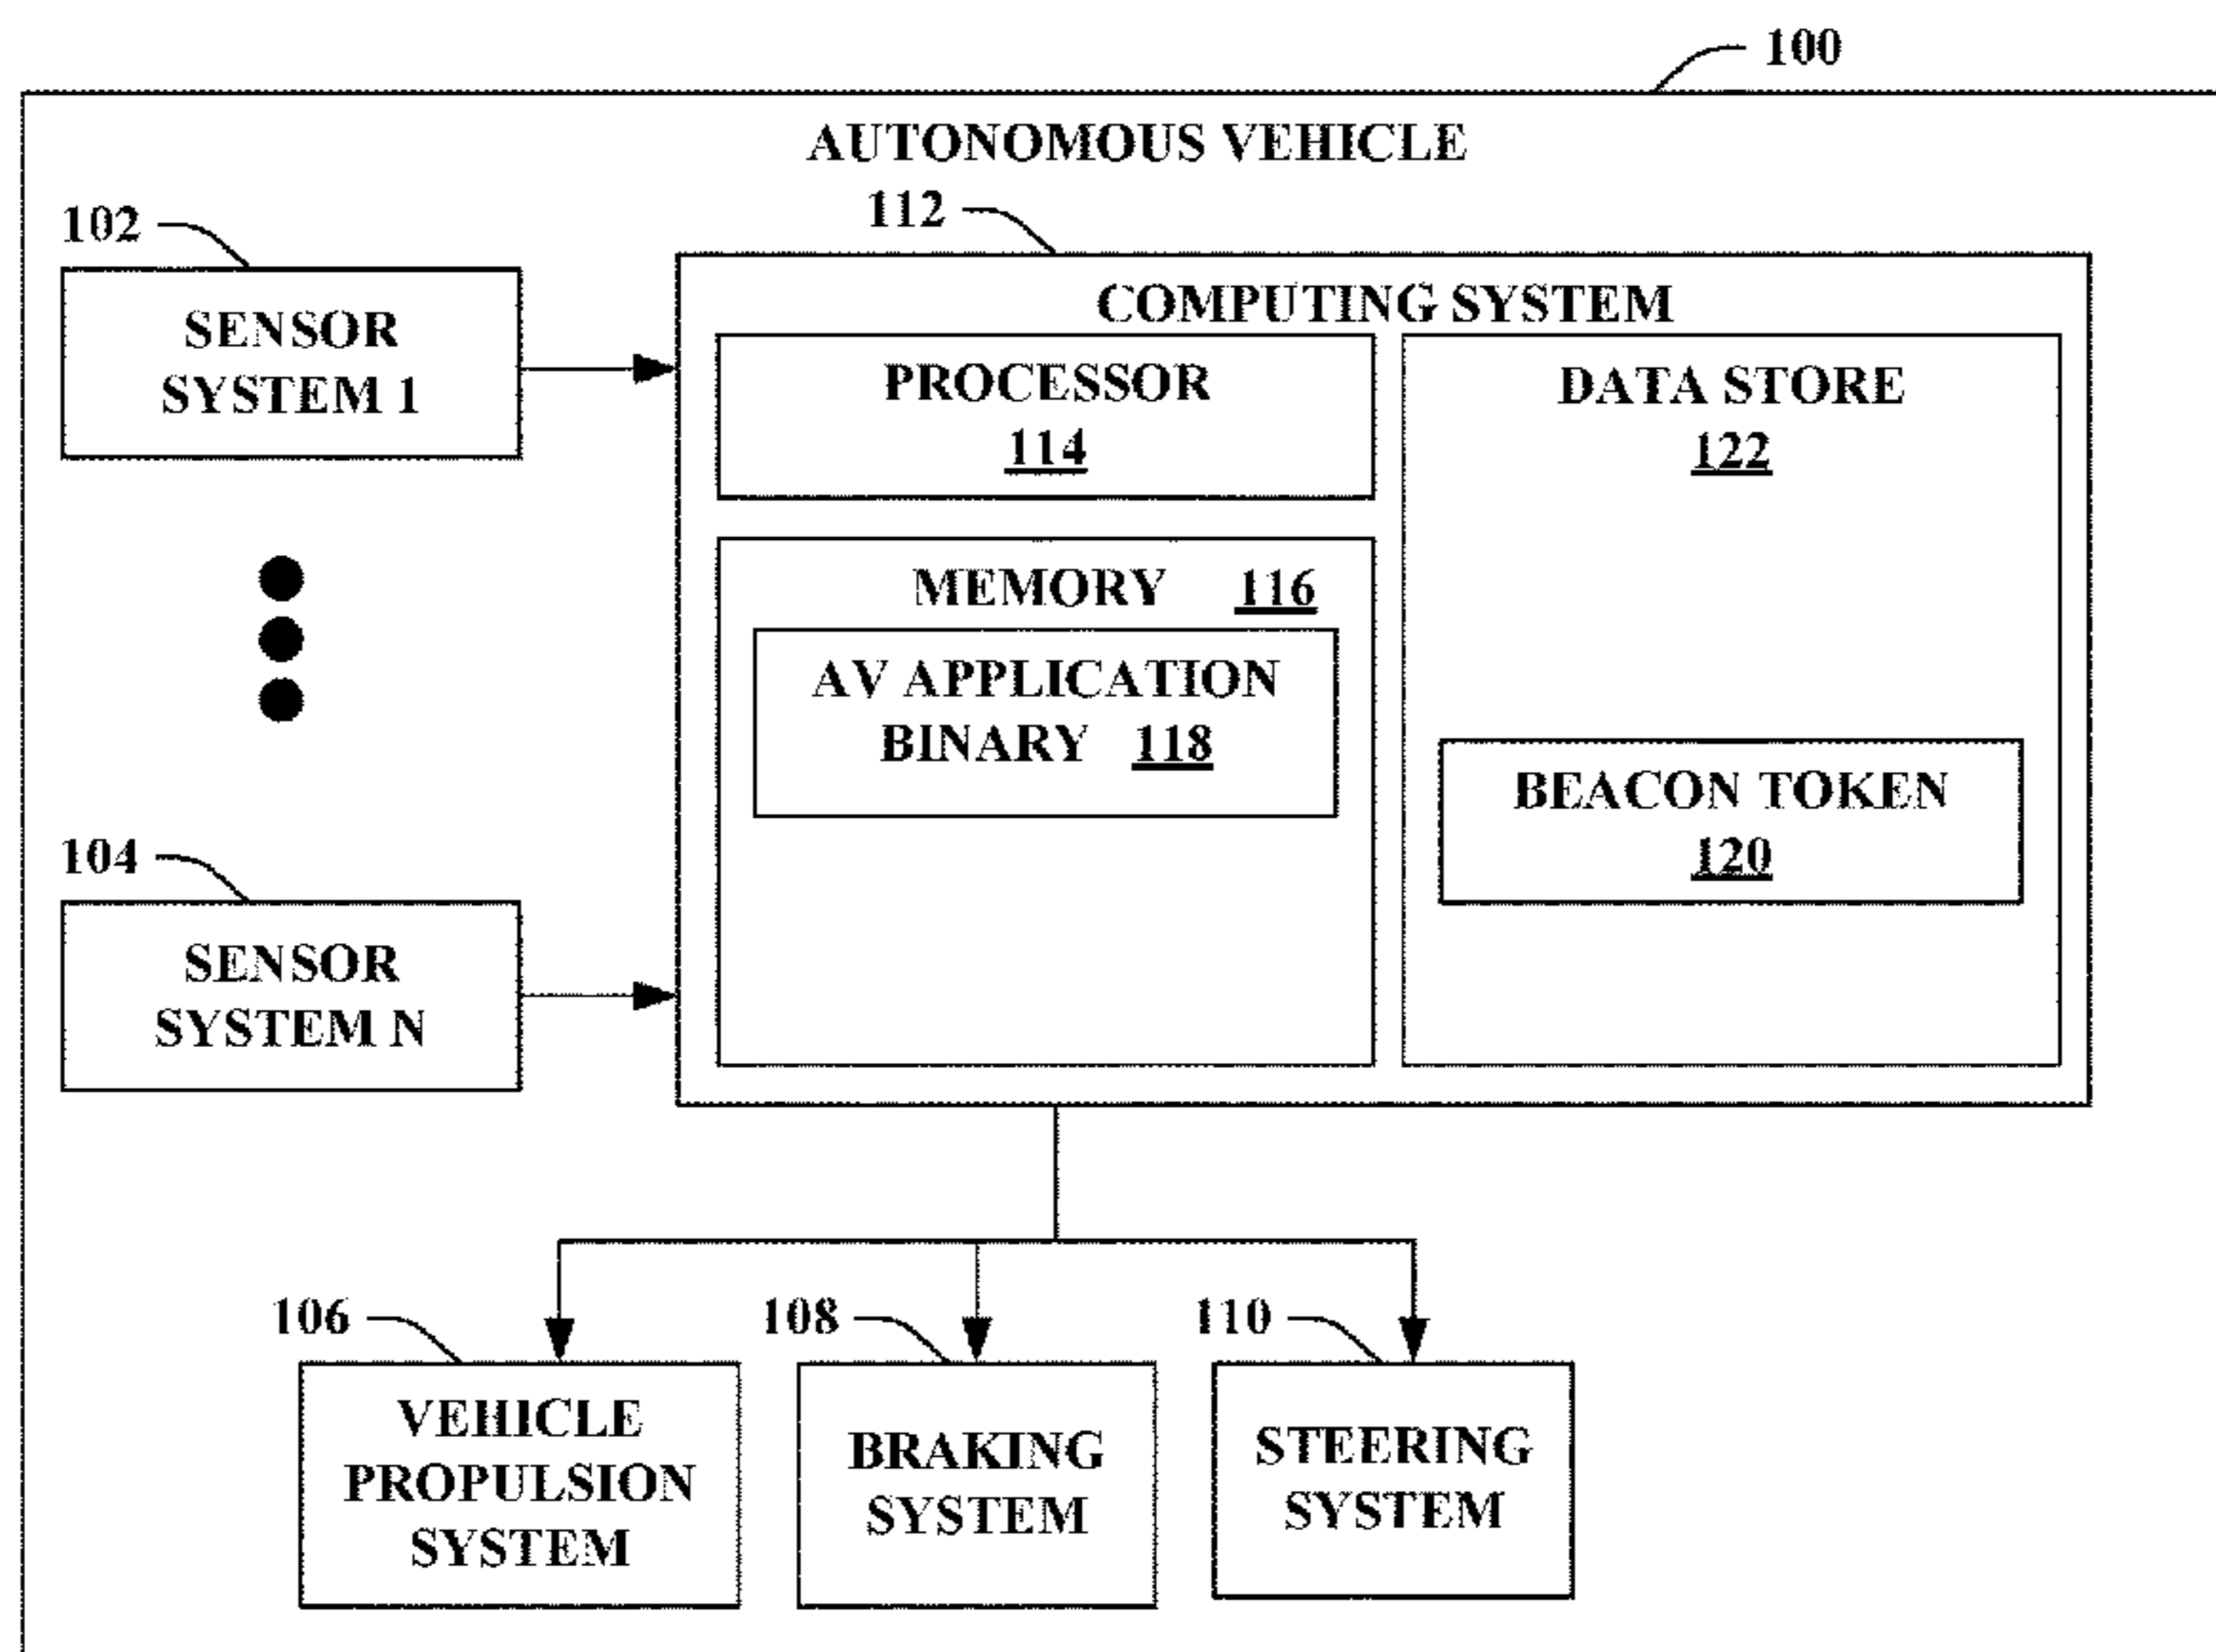 100
AUTONOMOUS VEHICLE
102
112
SENSOR
SYSTEM 1
COMPUTING SYSTEM
PROCESSOR
114
DATA STORE
122
MEMORY 116
AV APPLICATION
BINARY 118
BEACON TOKEN
120
104
SENSOR
SYSTEM N
106
108
110
VEHICLE
PROPULSION
SYSTEM
BRAKING
SYSTEM
STEERING
SYSTEM